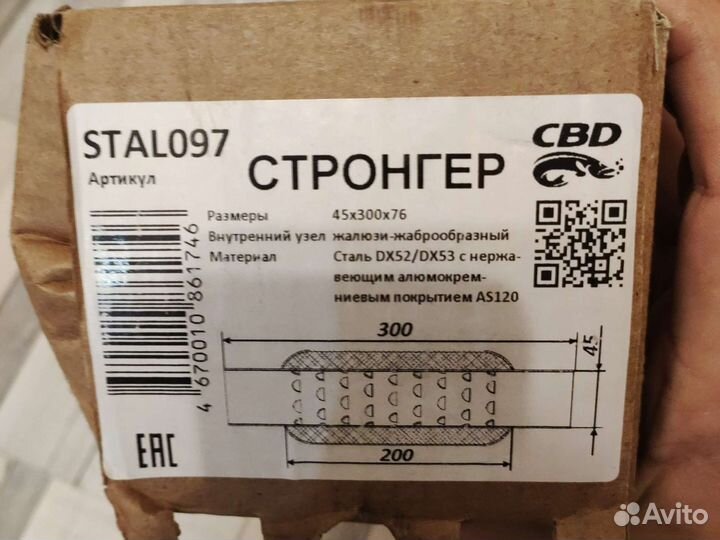 STAL097
Артикул
СТРОНГЕР
CBD
Размеры 45x300x76
Внутренний узел жалюзи-жаброобразный
Материал Сталь DX52/DX53 с нержа-
веющим алюмокрем-
ниевым покрытием AS120
4 670010 861746
300
45
200
EAC
Avito